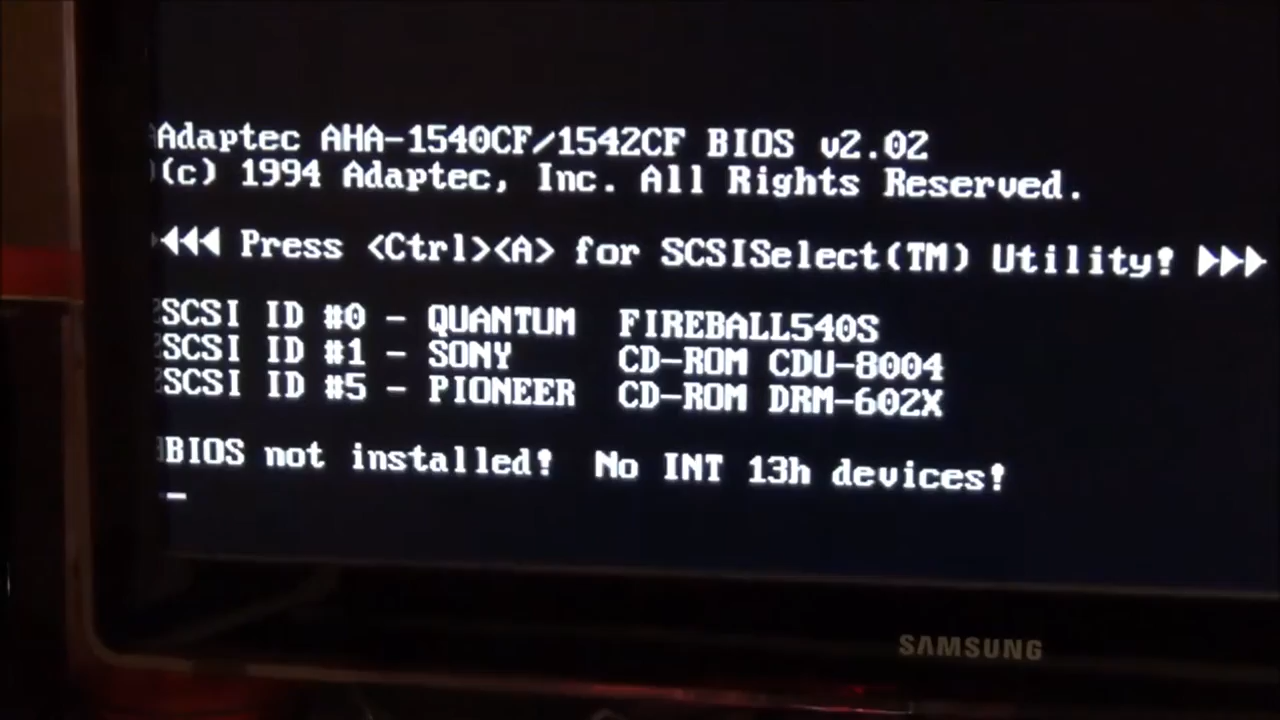 Adaptec AHA-1540CF/1542CF BIOS v2.02
(c) 1994 Adaptec, Inc. All Rights Reserved.
◄◄◄ Press <Ctrl><A> for SCSISelect(TM) Utility! ►►►
SCSI ID #0 - QUANTUM FIREBALL540S
SCSI ID #1 - SONY CD-ROM CDU-8004
SCSI ID #5 - PIONEER CD-ROM DRM-602X
BIOS not installed! No INT 13h devices!
SAMSUNG